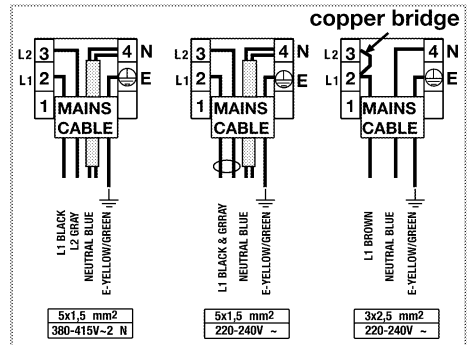 copper bridge
L2 3 4 N
L1 2 E
1 MAINS
CABLE
L1 BLACK
L2 GRAY
NEUTRAL BLUE
E-YELLOW/GREEN
5x1,5 mm2
380-415V~2 N
L2 3 4 N
L1 2 E
1 MAINS
CABLE
L1 BLACK & GRRAY
NEUTRAL BLUE
E-YELLOW/GREEN
5x1,5 mm2
220-240V ~
L2 3 4 N
L1 2 E
1 MAINS
CABLE
L1 BROWN
NEUTRAL BLUE
E-YELLOW/GREEN
3x2,5 mm2
220-240V ~